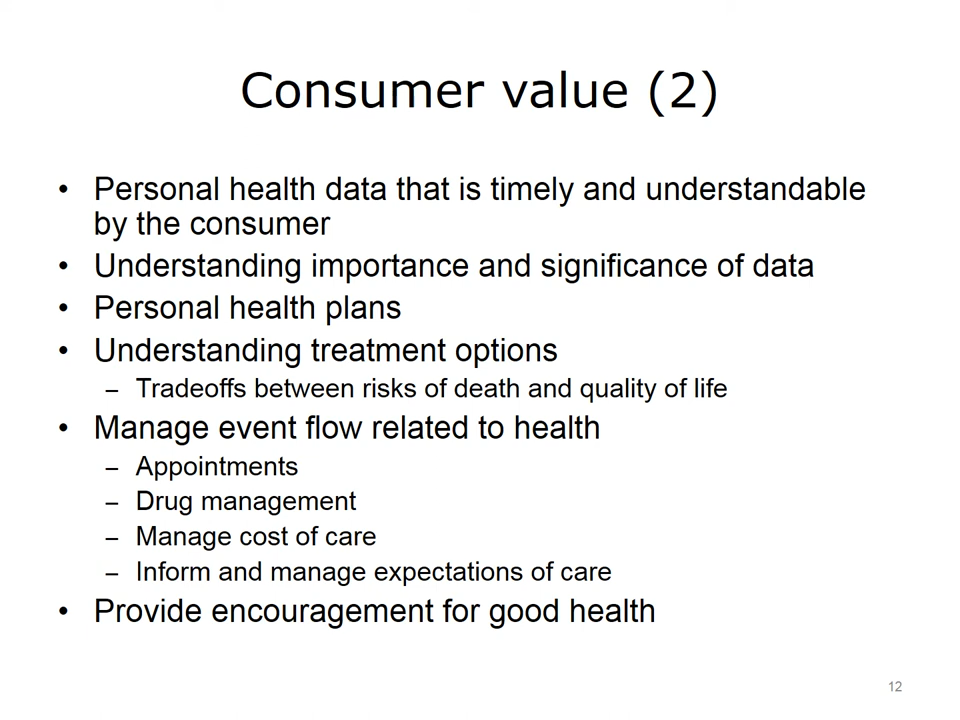 Consumer value (2)
• Personal health data that is timely and understandable
by the consumer
• Understanding importance and significance of data
• Personal health plans
• Understanding treatment options
– Tradeoffs between risks of death and quality of life
• Manage event flow related to health
– Appointments
– Drug management
– Manage cost of care
– Inform and manage expectations of care
• Provide encouragement for good health
12